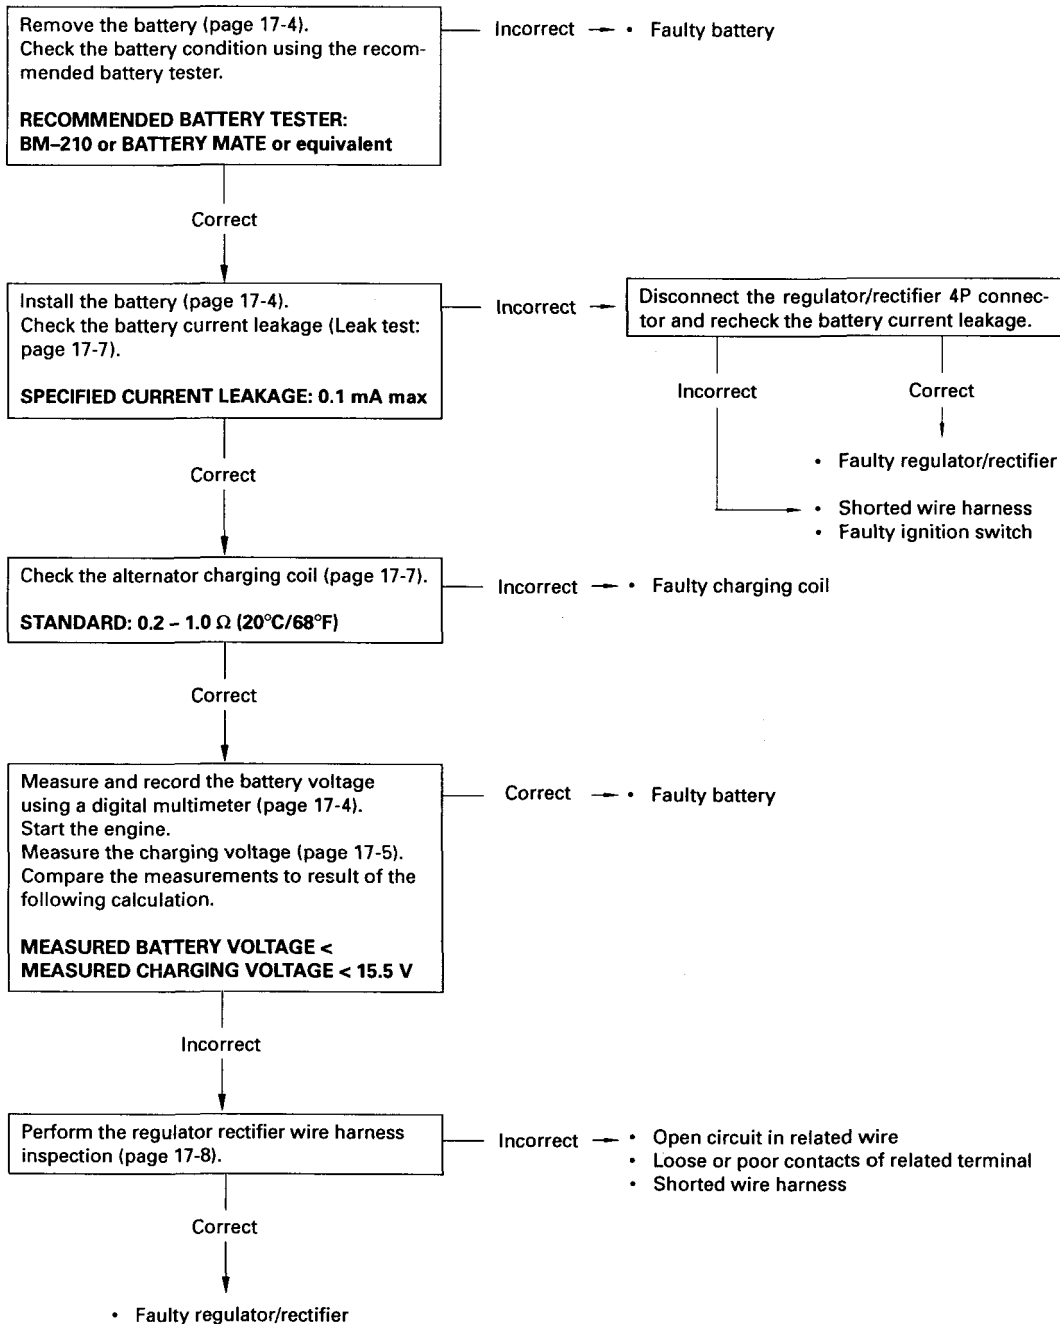 Remove the battery (page 17-4).
Check the battery condition using the recom-
mended battery tester.
RECOMMENDED BATTERY TESTER:
BM–210 or BATTERY MATE or equivalent
Incorrect
• Faulty battery
Correct
Install the battery (page 17-4).
Check the battery current leakage (Leak test:
page 17-7).
SPECIFIED CURRENT LEAKAGE: 0.1 mA max
Incorrect
Disconnect the regulator/rectifier 4P connec-
tor and recheck the battery current leakage.
Incorrect
Correct
• Faulty regulator/rectifier
• Shorted wire harness
• Faulty ignition switch
Correct
Check the alternator charging coil (page 17-7).
STANDARD: 0.2 – 1.0 Ω (20°C/68°F)
Incorrect
• Faulty charging coil
Correct
Measure and record the battery voltage
using a digital multimeter (page 17-4).
Start the engine.
Measure the charging voltage (page 17-5).
Compare the measurements to result of the
following calculation.
MEASURED BATTERY VOLTAGE <
MEASURED CHARGING VOLTAGE < 15.5 V
Correct
• Faulty battery
Incorrect
Perform the regulator rectifier wire harness
inspection (page 17-8).
Incorrect
• Open circuit in related wire
• Loose or poor contacts of related terminal
• Shorted wire harness
Correct
• Faulty regulator/rectifier